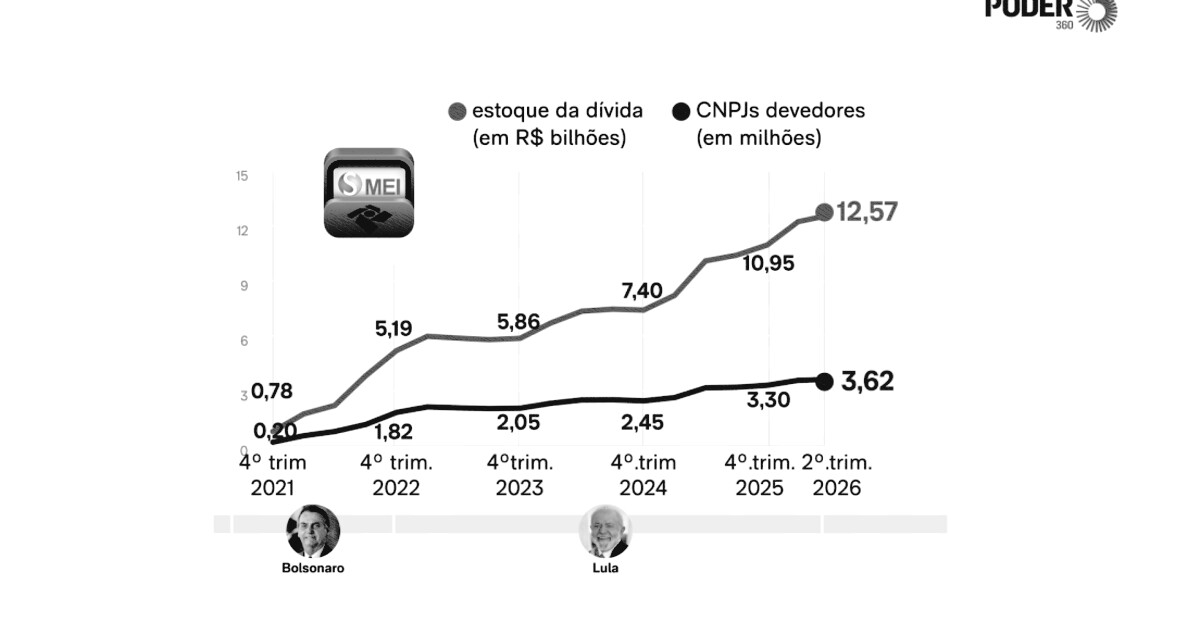 PODER
360
estoque da dívida
(em R$ bilhões)
CNPJs devedores
(em milhões)
MEI
15
12
9
6
3
0
0,78
5,19
5,86
7,40
10,95
12,57
0,20
1,82
2,05
2,45
3,30
3,62
4º trim
2021
4º trim.
2022
4ºtrim.
2023
4º.trim
2024
4º.trim.
2025
2º.trim.
2026
Bolsonaro
Lula